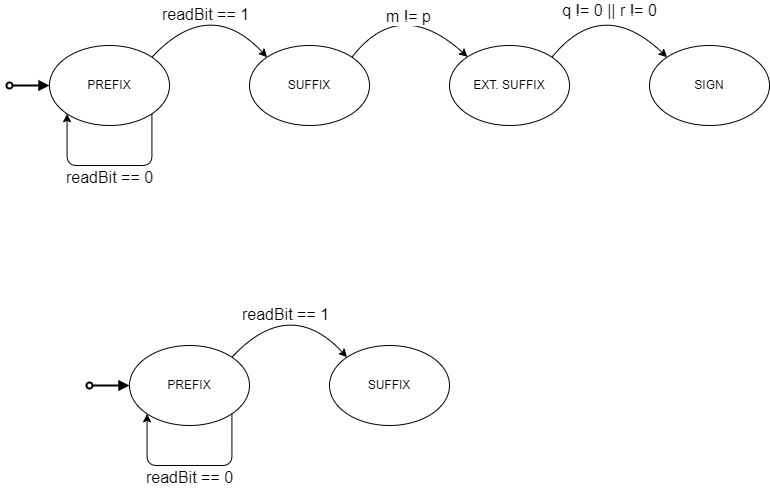 readBit == 1
m != p
q != 0 || r != 0
PREFIX
SUFFIX
EXT. SUFFIX
SIGN
readBit == 0
readBit == 1
PREFIX
SUFFIX
readBit == 0